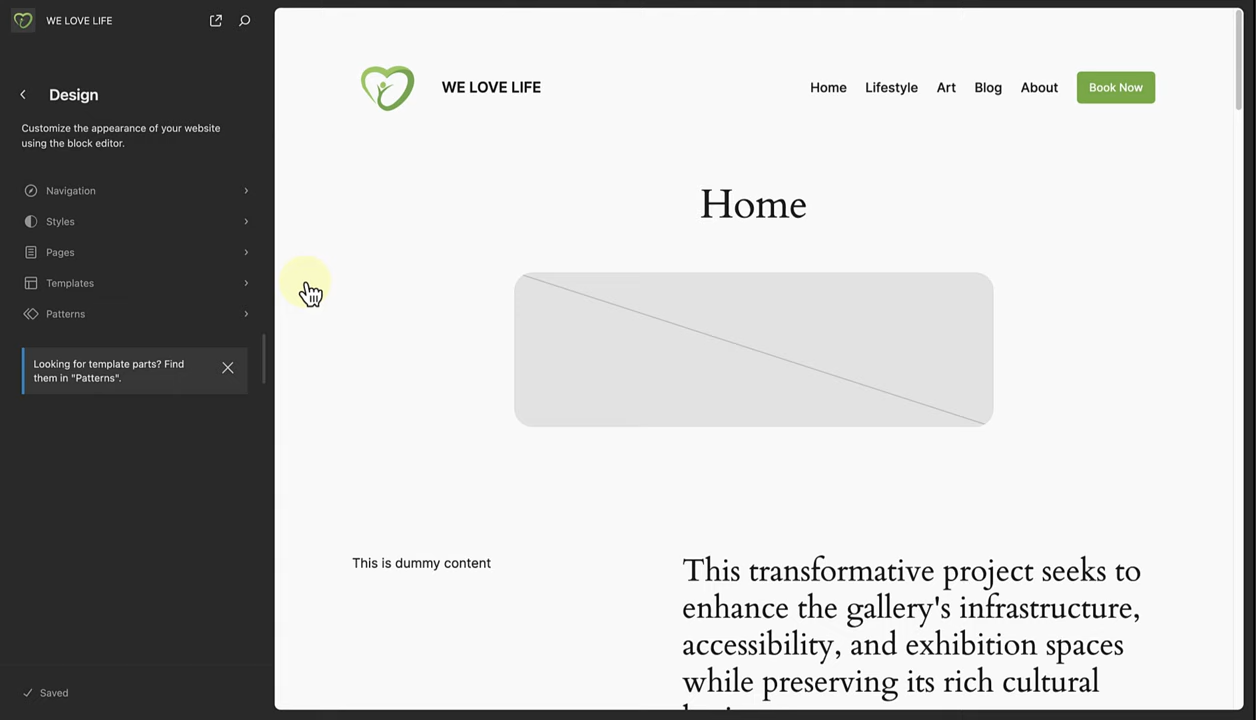 WE LOVE LIFE
Design
Customize the appearance of your website
using the block editor.
Navigation
Styles
Pages
Templates
Patterns
Looking for template parts? Find
them in "Patterns".
Saved
WE LOVE LIFE
Home Lifestyle Art Blog About Book Now
Home
This is dummy content
This transformative project seeks to
enhance the gallery's infrastructure,
accessibility, and exhibition spaces
while preserving its rich cultural